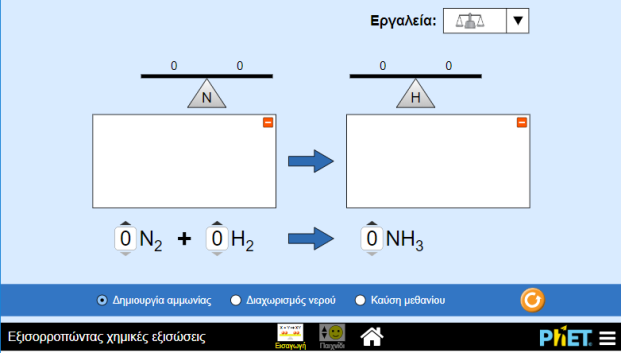 Εργαλεία:
0 0 0 0
N H
0 N₂ + 0 H₂ 0 NH₃
Δημιουργία αμμωνίας Διαχωρισμός νερού Καύση μεθανίου
Εξισορροπώντας χημικές εξισώσεις Εισαγωγή Παιχνίδι PhET